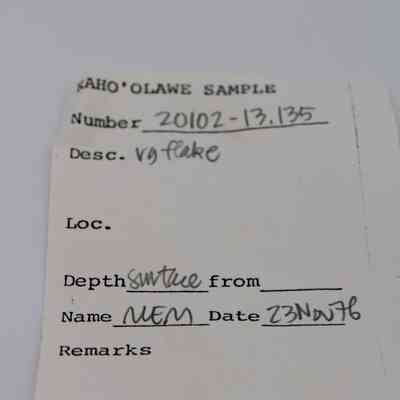 KAHO'OLAWE SAMPLE
Number 20102-13.135
Desc. vg flake
Loc.
Depth surface from
Name MEM Date 23Nov76
Remarks